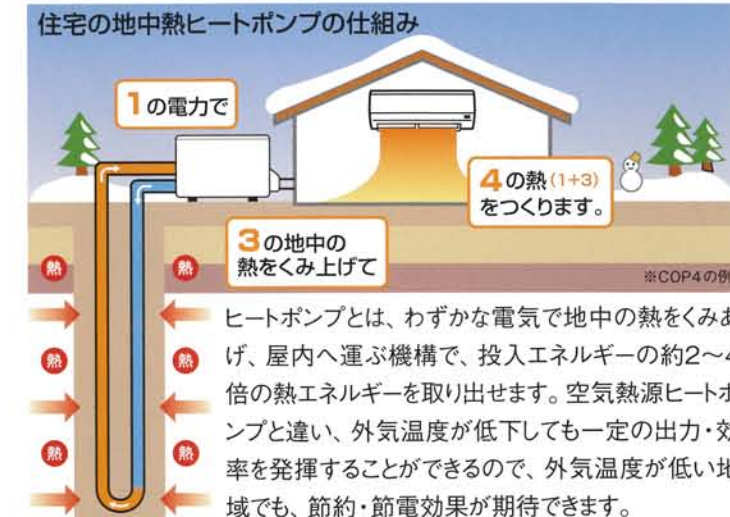 住宅の地中熱ヒートポンプの仕組み
1の電力で
4の熱(1+3)
をつくります。
3の地中の
熱をくみ上げて
※COP4の例
熱
熱
熱
熱
熱
熱
ヒートポンプとは、わずかな電気で地中の熱をくみあ
げ、屋内へ運ぶ機構で、投入エネルギーの約2～4
倍の熱エネルギーを取り出せます。空気熱源ヒートポ
ンプと違い、外気温度が低下しても一定の出力・効
率を発揮することができるので、外気温度が低い地
域でも、節約・節電効果が期待できます。